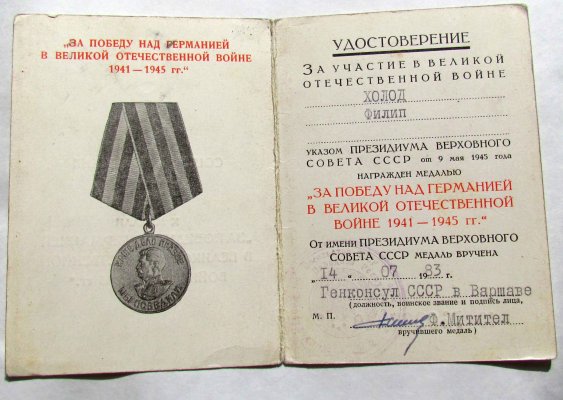 „ЗА ПОБЕДУ НАД ГЕРМАНИЕЙ
В ВЕЛИКОЙ ОТЕЧЕСТВЕННОЙ ВОЙНЕ
1941—1945 гг.“
НАШЕ ДЕЛО ПРАВОЕ
МЫ ПОБЕДИЛИ
УДОСТОВЕРЕНИЕ
ЗА УЧАСТИЕ В ВЕЛИКОЙ
ОТЕЧЕСТВЕННОЙ ВОЙНЕ
ХОЛОД
Филип
УКАЗОМ ПРЕЗИДИУМА ВЕРХОВНОГО
СОВЕТА СССР от 9 мая 1945 года
НАГРАЖДЕН МЕДАЛЬЮ
„ЗА ПОБЕДУ НАД ГЕРМАНИЕЙ
В ВЕЛИКОЙ ОТЕЧЕСТВЕННОЙ
ВОЙНЕ 1941—1945 гг.“
От имени ПРЕЗИДИУМА ВЕРХОВНОГО
СОВЕТА СССР МЕДАЛЬ ВРУЧЕНА
„14“ 07 1983 г.
Генконсул СССР в Варшаве
(должность, воинское звание и подпись лица,
М. П. Ф.Митител
вручившего медаль)